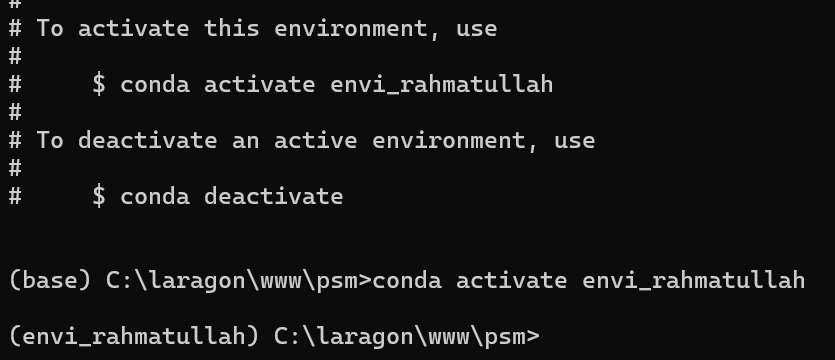 #
# To activate this environment, use
#
#     $ conda activate envi_rahmatullah
#
# To deactivate an active environment, use
#
#     $ conda deactivate
(base) C:\laragon\www\psm>conda activate envi_rahmatullah
(envi_rahmatullah) C:\laragon\www\psm>